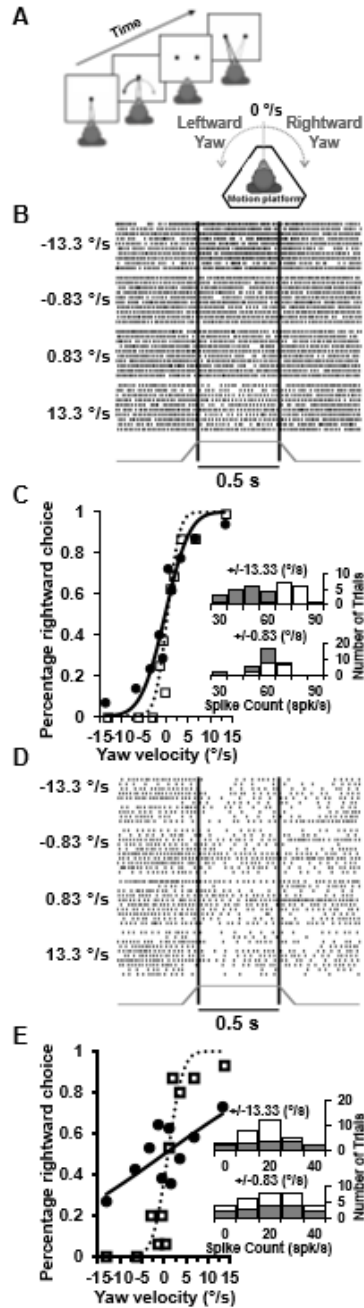 A
Time
0 °/s
Leftward Yaw
Rightward Yaw
Motion platform
B
-13.3 °/s
-0.83 °/s
0.83 °/s
13.3 °/s
0.5 s
C
Percentage rightward choice
1
0.8
0.6
0.4
0.2
0
-15
-10
-5
0
5
10
15
Yaw velocity (°/s)
+/-13.33 (°/s)
10
5
0
30
60
90
+/-0.83 (°/s)
20
10
0
30
60
90
Spike Count (spk/s)
Number of Trials
D
-13.3 °/s
-0.83 °/s
0.83 °/s
13.3 °/s
0.5 s
E
Percentage rightward choice
1
0.8
0.6
0.4
0.2
0
-15
-10
-5
0
5
10
15
Yaw velocity (°/s)
+/-13.33 (°/s)
20
10
0
0
20
40
+/-0.83 (°/s)
20
10
0
0
20
40
Spike Count (spk/s)
Number of Trials